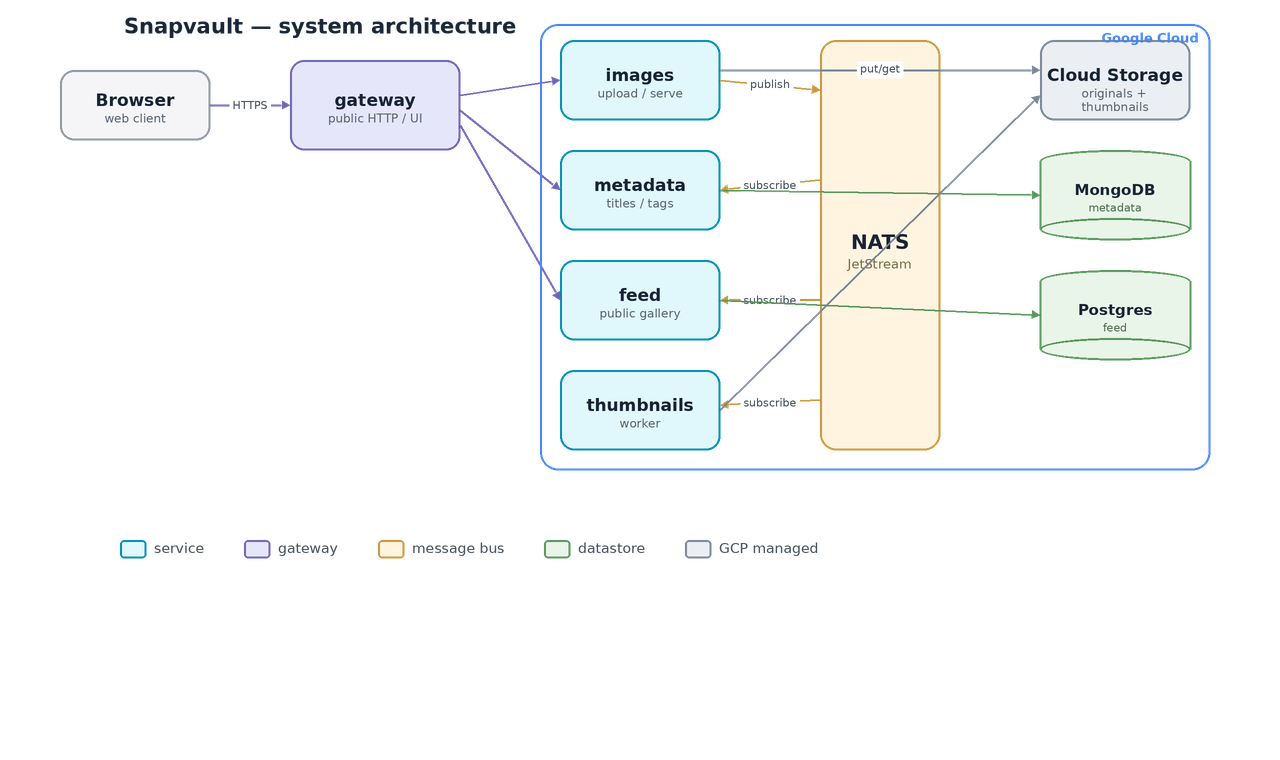 Snapvault — system architecture
Google Cloud
Browser
web client
HTTPS
gateway
public HTTP / UI
images
upload / serve
publish
put/get
Cloud Storage
originals +
thumbnails
metadata
titles / tags
subscribe
MongoDB
metadata
NATS
JetStream
feed
public gallery
subscribe
Postgres
feed
thumbnails
worker
subscribe
service
gateway
message bus
datastore
GCP managed